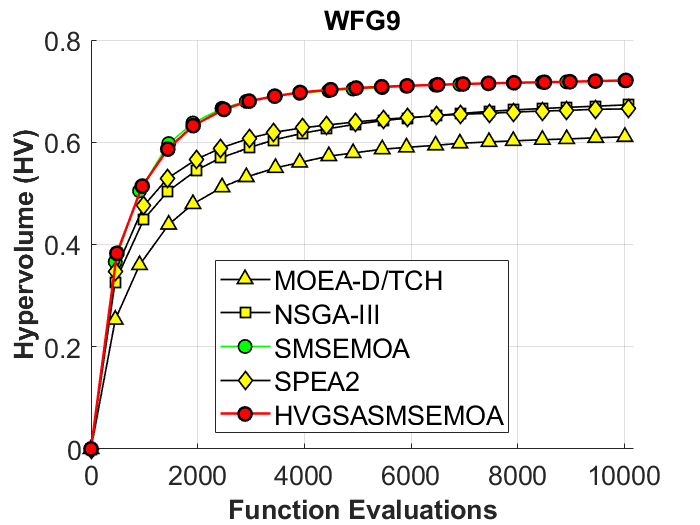 WFG9
Hypervolume (HV)
0.8
0.6
0.4
0.2
0
MOEA-D/TCH
NSGA-III
SMSEMOA
SPEA2
HVGSASMSEMOA
0 2000 4000 6000 8000 10000
Function Evaluations